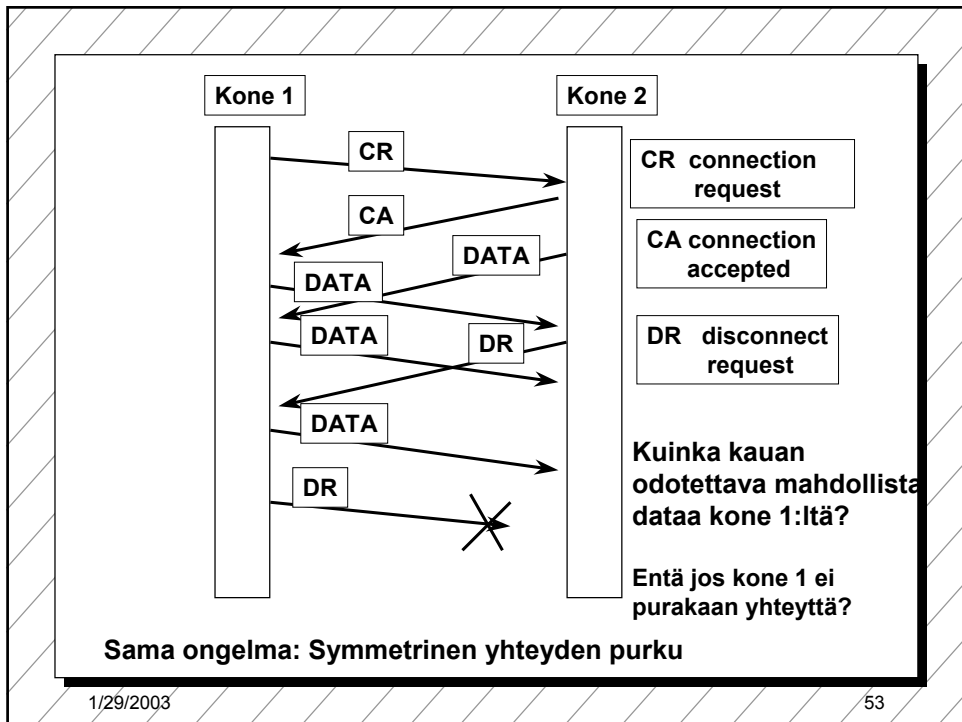 Kone 1
Kone 2
CR
CR connection
request
CA
CA connection
accepted
DATA
DATA
DATA
DR
DR disconnect
request
DATA
DR
Kuinka kauan
odotettava mahdollista
dataa kone 1:ltä?
Entä jos kone 1 ei
purakaan yhteyttä?
Sama ongelma: Symmetrinen yhteyden purku
1/29/2003
53